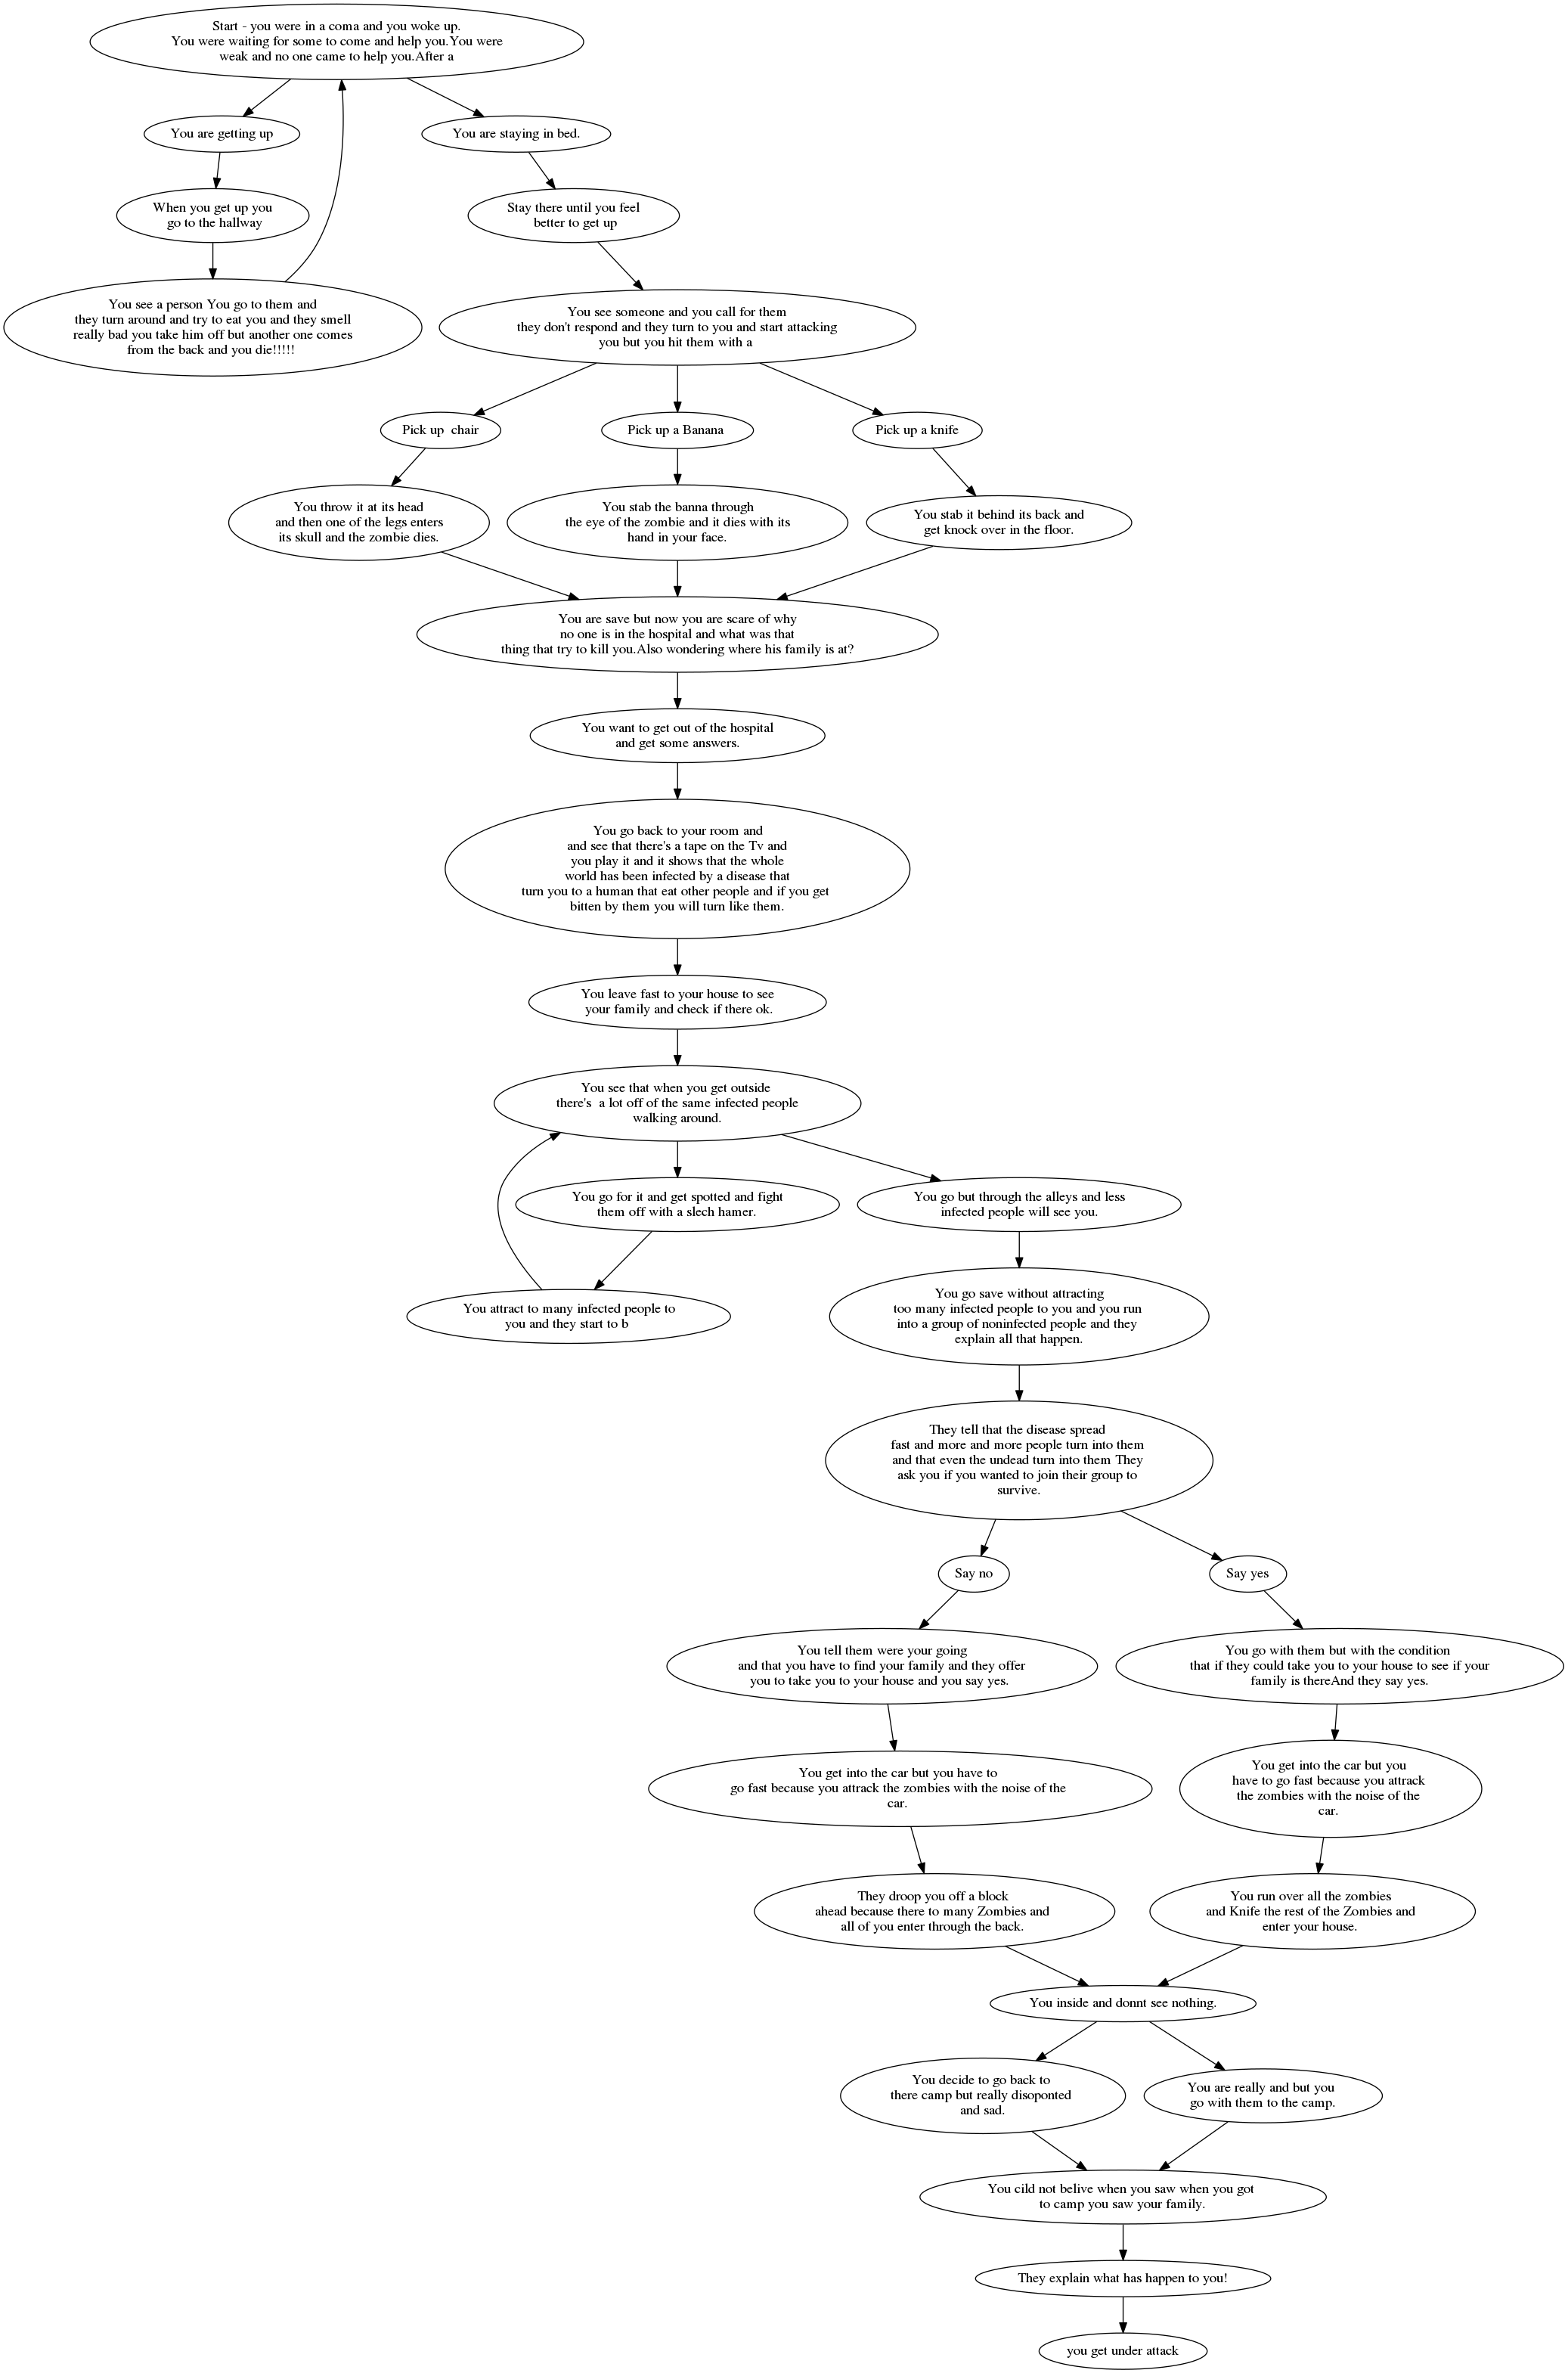 Start - you were in a coma and you woke up.
You were waiting for some to come and help you.You were
weak and no one came to help you.After a
You are getting up
You are staying in bed.
When you get up you
go to the hallway
Stay there until you feel
better to get up
You see a person You go to them and
they turn around and try to eat you and they smell
really bad you take him off but another one comes
from the back and you die!!!!!
You see someone and you call for them
they don't respond and they turn to you and start attacking
you but you hit them with a
Pick up  chair
Pick up a Banana
Pick up a knife
You throw it at its head
and then one of the legs enters
its skull and the zombie dies.
You stab the banna through
the eye of the zombie and it dies with its
hand in your face.
You stab it behind its back and
get knock over in the floor.
You are save but now you are scare of why
no one is in the hospital and what was that
thing that try to kill you.Also wondering where his family is at?
You want to get out of the hospital
and get some answers.
You go back to your room and
and see that there's a tape on the Tv and
you play it and it shows that the whole
world has been infected by a disease that
turn you to a human that eat other people and if you get
bitten by them you will turn like them.
You leave fast to your house to see
your family and check if there ok.
You see that when you get outside
there's  a lot off of the same infected people
walking around.
You go for it and get spotted and fight
them off with a slech hamer.
You go but through the alleys and less
infected people will see you.
You attract to many infected people to
you and they start to b
You go save without attracting
too many infected people to you and you run
into a group of noninfected people and they
explain all that happen.
They tell that the disease spread
fast and more and more people turn into them
and that even the undead turn into them They
ask you if you wanted to join their group to
survive.
Say no
Say yes
You tell them were your going
and that you have to find your family and they offer
you to take you to your house and you say yes.
You go with them but with the condition
that if they could take you to your house to see if your
family is thereAnd they say yes.
You get into the car but you have to
go fast because you attrack the zombies with the noise of the
car.
You get into the car but you
have to go fast because you attrack
the zombies with the noise of the
car.
They droop you off a block
ahead because there to many Zombies and
all of you enter through the back.
You run over all the zombies
and Knife the rest of the Zombies and
enter your house.
You inside and donnt see nothing.
You decide to go back to
there camp but really disoponted
and sad.
You are really and but you
go with them to the camp.
You cild not belive when you saw when you got
to camp you saw your family.
They explain what has happen to you!
you get under attack